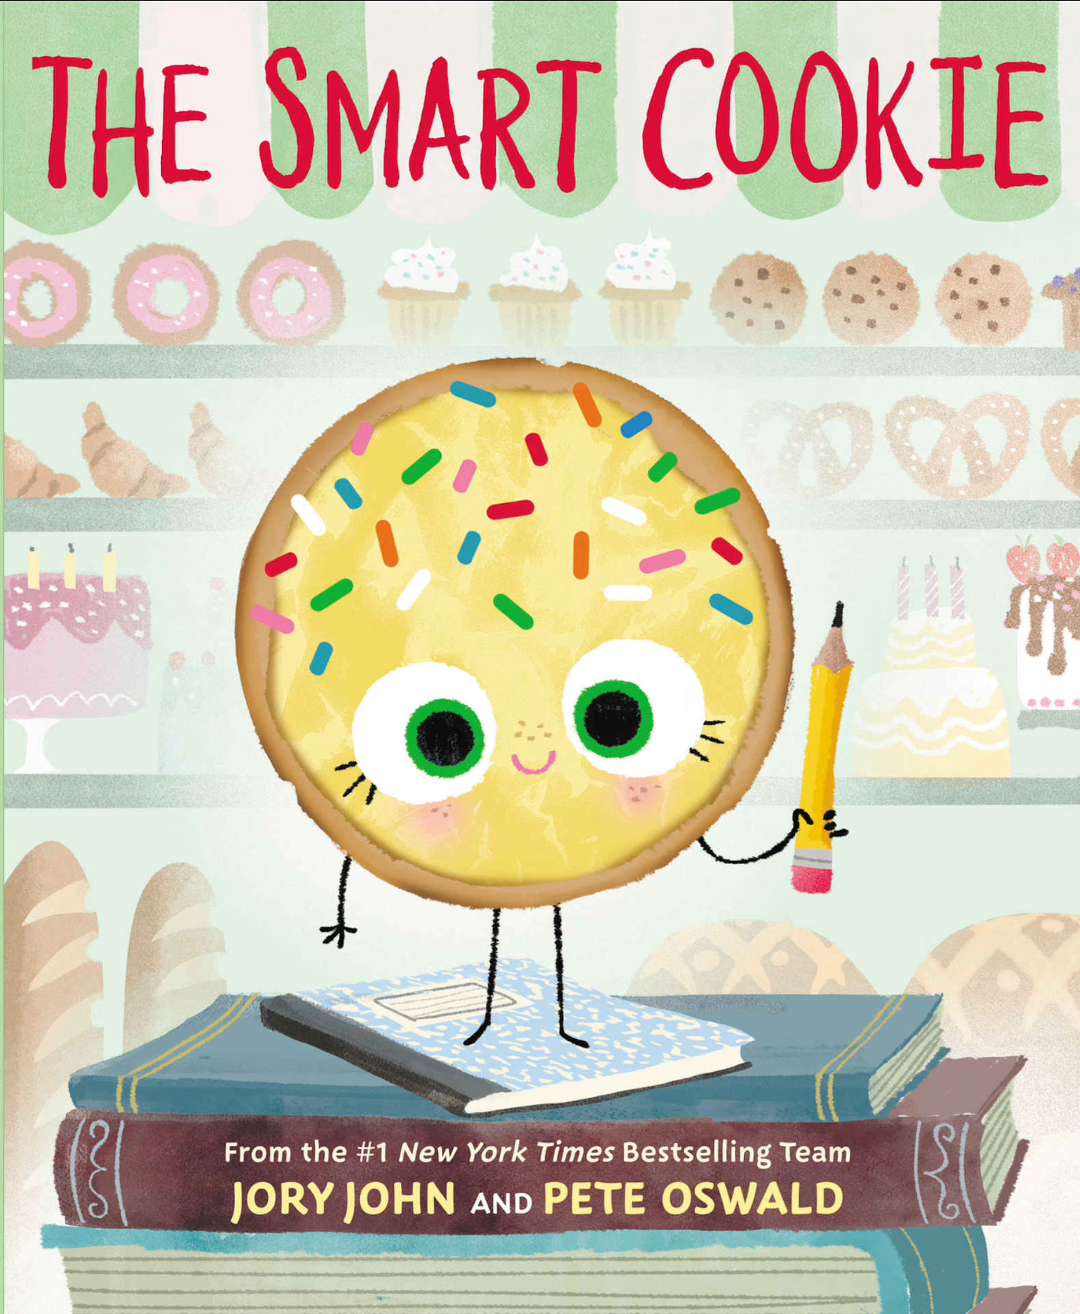 THE SMART COOKIE
From the #1 New York Times Bestselling Team
JORY JOHN AND PETE OSWALD